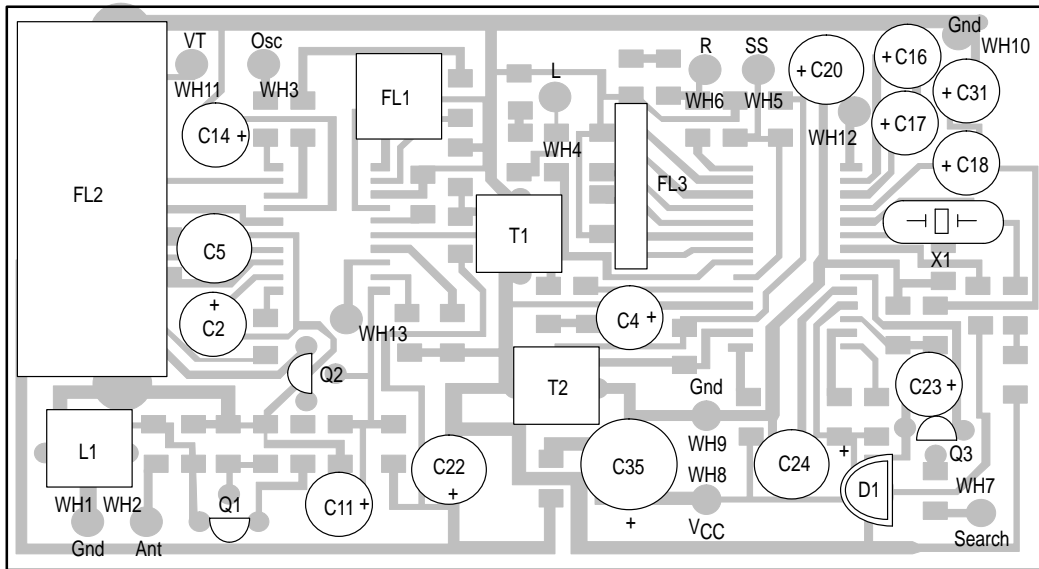 Gnd
VT Osc R SS
WH10
L
WH11 WH3 FL1 WH6 WH5 + C20 + C16
+ C31
C14 + WH12 + C17
WH4
+ C18
FL2 FL3
T1
C5 X1
+
C2 C4 +
WH13
Q2 T2 Gnd C23 +
WH9
L1 C22 C35 WH8 C24 + Q3
WH1 WH2 Q1 C11 + + D1 WH7
+ VCC
Gnd Ant Search